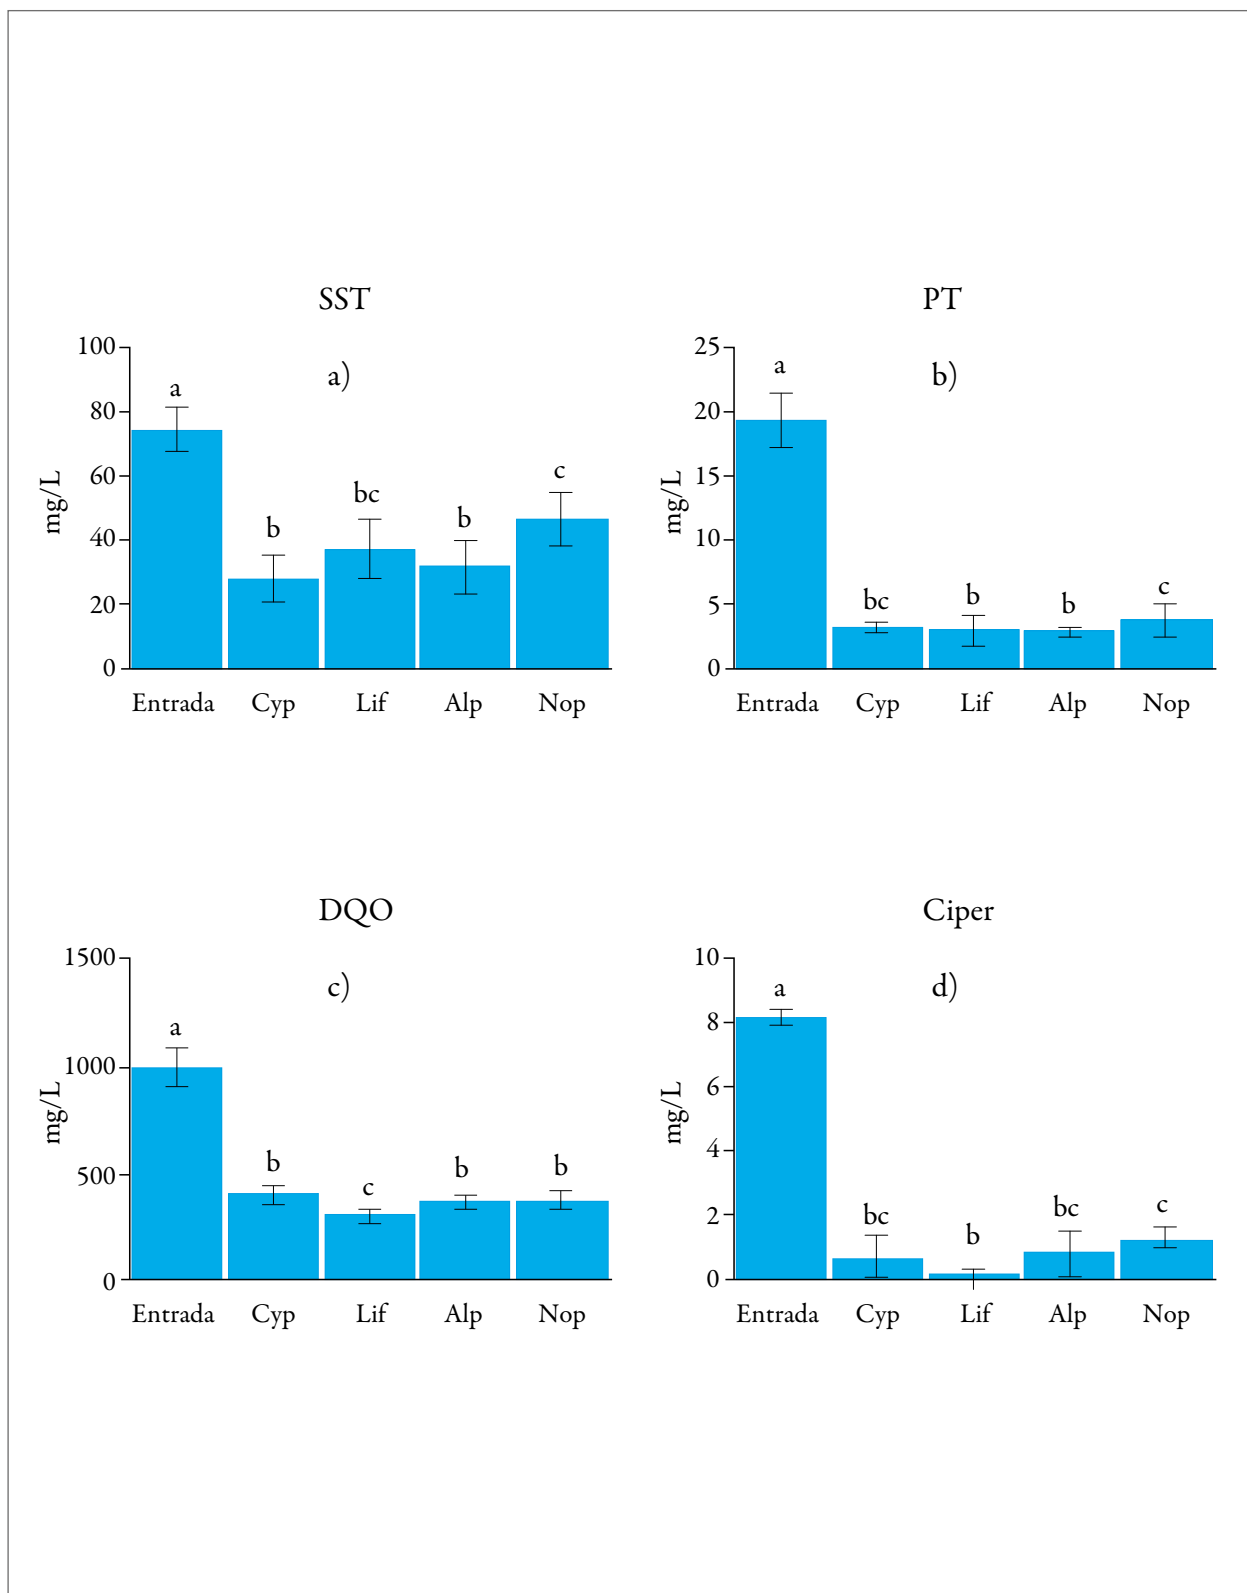 SST
a)
mg/L
100
80
60
40
20
0
a
b
bc
b
c
Entrada Cyp Lif Alp Nop
PT
b)
mg/L
25
20
15
10
5
0
a
bc
b
b
c
Entrada Cyp Lif Alp Nop
DQO
c)
mg/L
1500
1000
500
0
a
b
c
b
b
Entrada Cyp Lif Alp Nop
Ciper
d)
mg/L
10
8
6
4
2
0
a
bc
b
bc
c
Entrada Cyp Lif Alp Nop